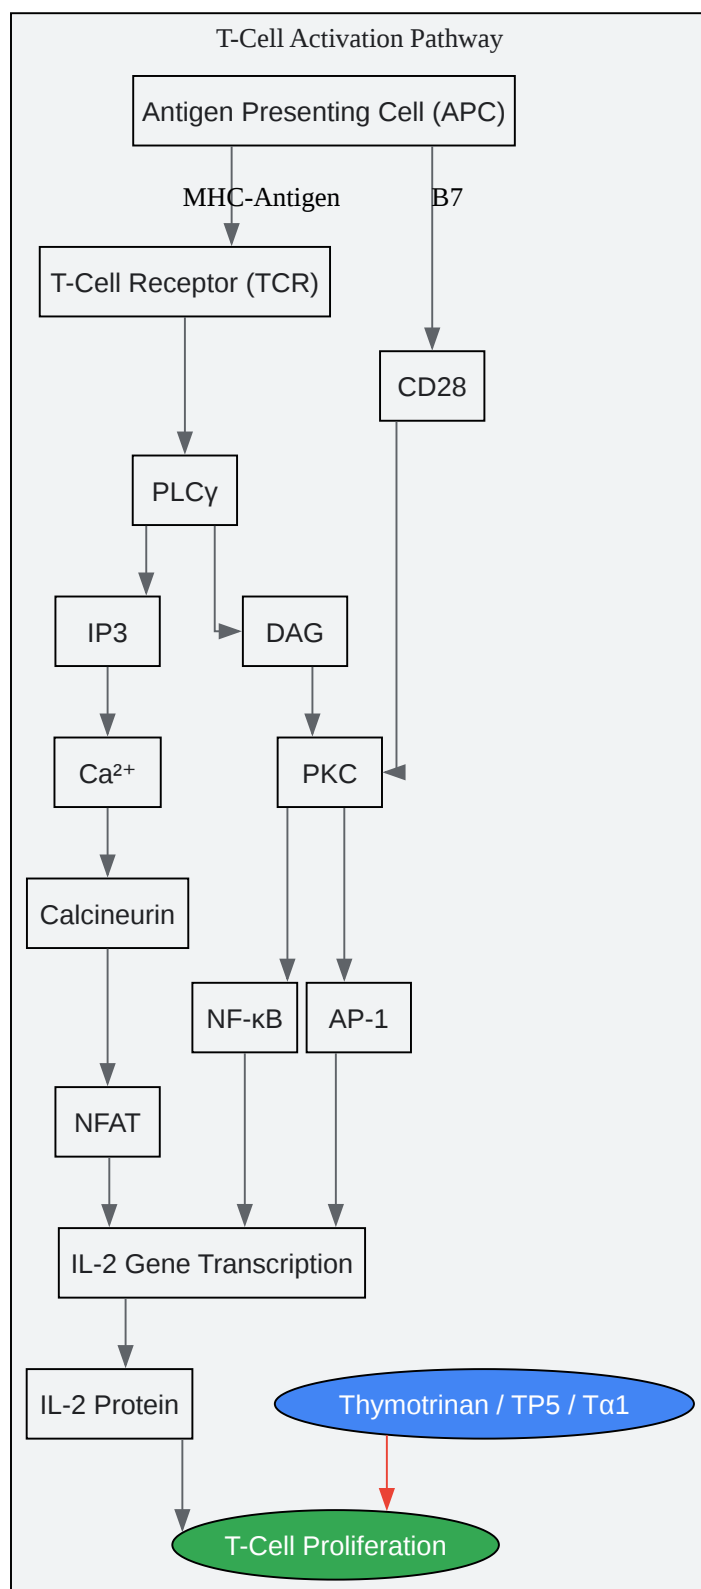 T-Cell Activation Pathway
Antigen Presenting Cell (APC)
MHC-Antigen
B7
T-Cell Receptor (TCR)
CD28
PLCγ
IP3
DAG
Ca²⁺
PKC
Calcineurin
NF-κB
AP-1
NFAT
IL-2 Gene Transcription
IL-2 Protein
Thymotrinan / TP5 / Tα1
T-Cell Proliferation